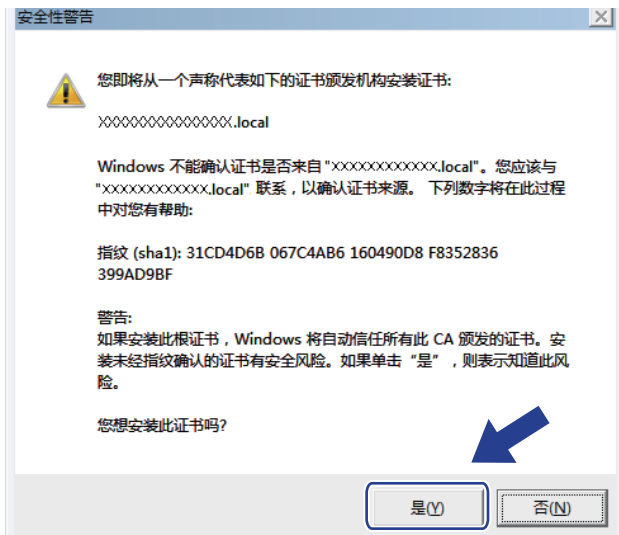 安全性警告
您即将从一个声称代表如下的证书颁发机构安装证书:
XXXXXXXXXXXXXXX.local
Windows 不能确认证书是否来自"XXXXXXXXXXXX.local"。您应该与
"XXXXXXXXXXXX.local" 联系，以确认证书来源。 下列数字将在此过程
中对您有帮助:
指纹 (sha1): 31CD4D6B 067C4AB6 160490D8 F8352836
399AD9BF
警告:
如果安装此根证书，Windows 将自动信任所有此 CA 颁发的证书。安
装未经指纹确认的证书有安全风险。如果单击“是”，则表示知道此风
险。
您想安装此证书吗?
是(Y)
否(N)